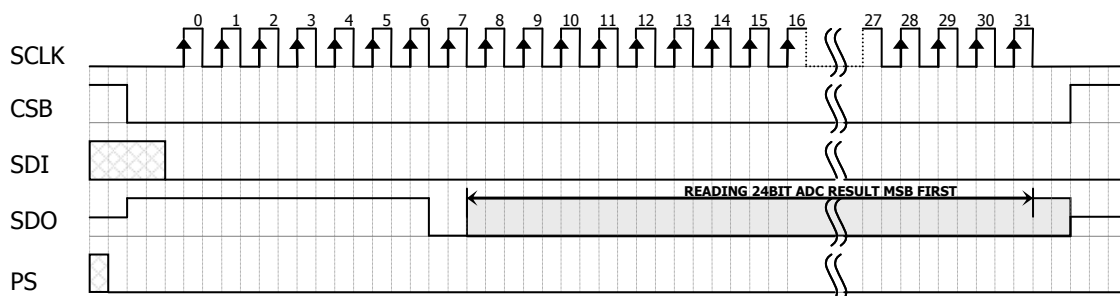 0 1 2 3 4 5 6 7 8 9 10 11 12 13 14 15 16 27 28 29 30 31
SCLK
CSB
SDI
READING 24BIT ADC RESULT MSB FIRST
SDO
PS